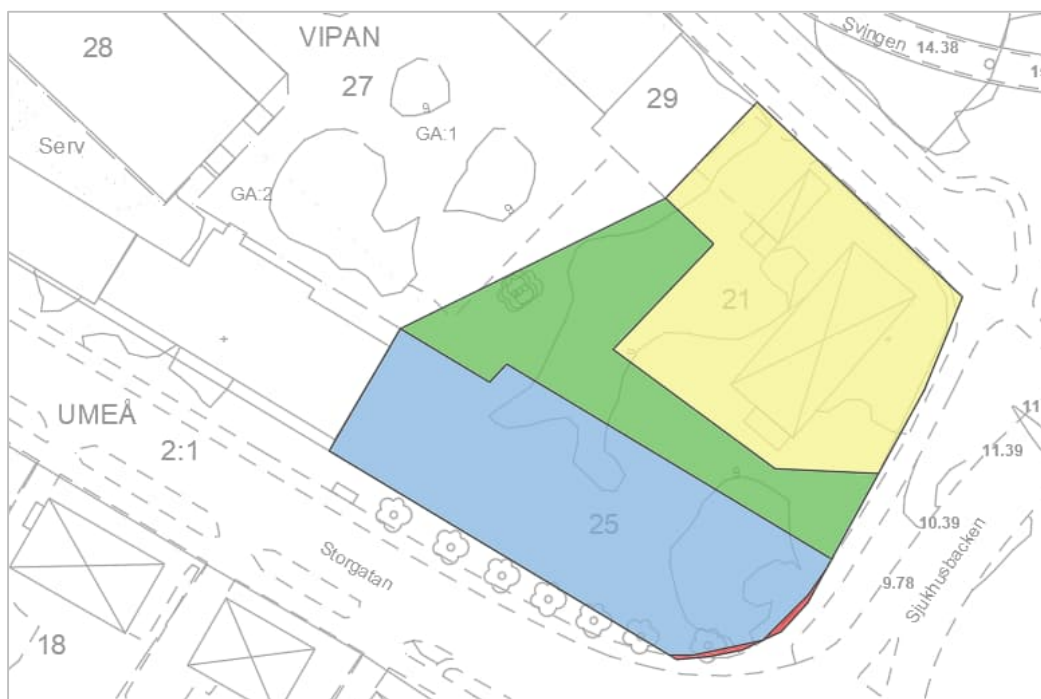 VIPAN
28
Svingen
14.38
27
29
GA:1
Serv
GA:2
21
UMEÅ
2:1
11.39
25
10.39
Storgatan
Sjukhusbacken
9.78
18